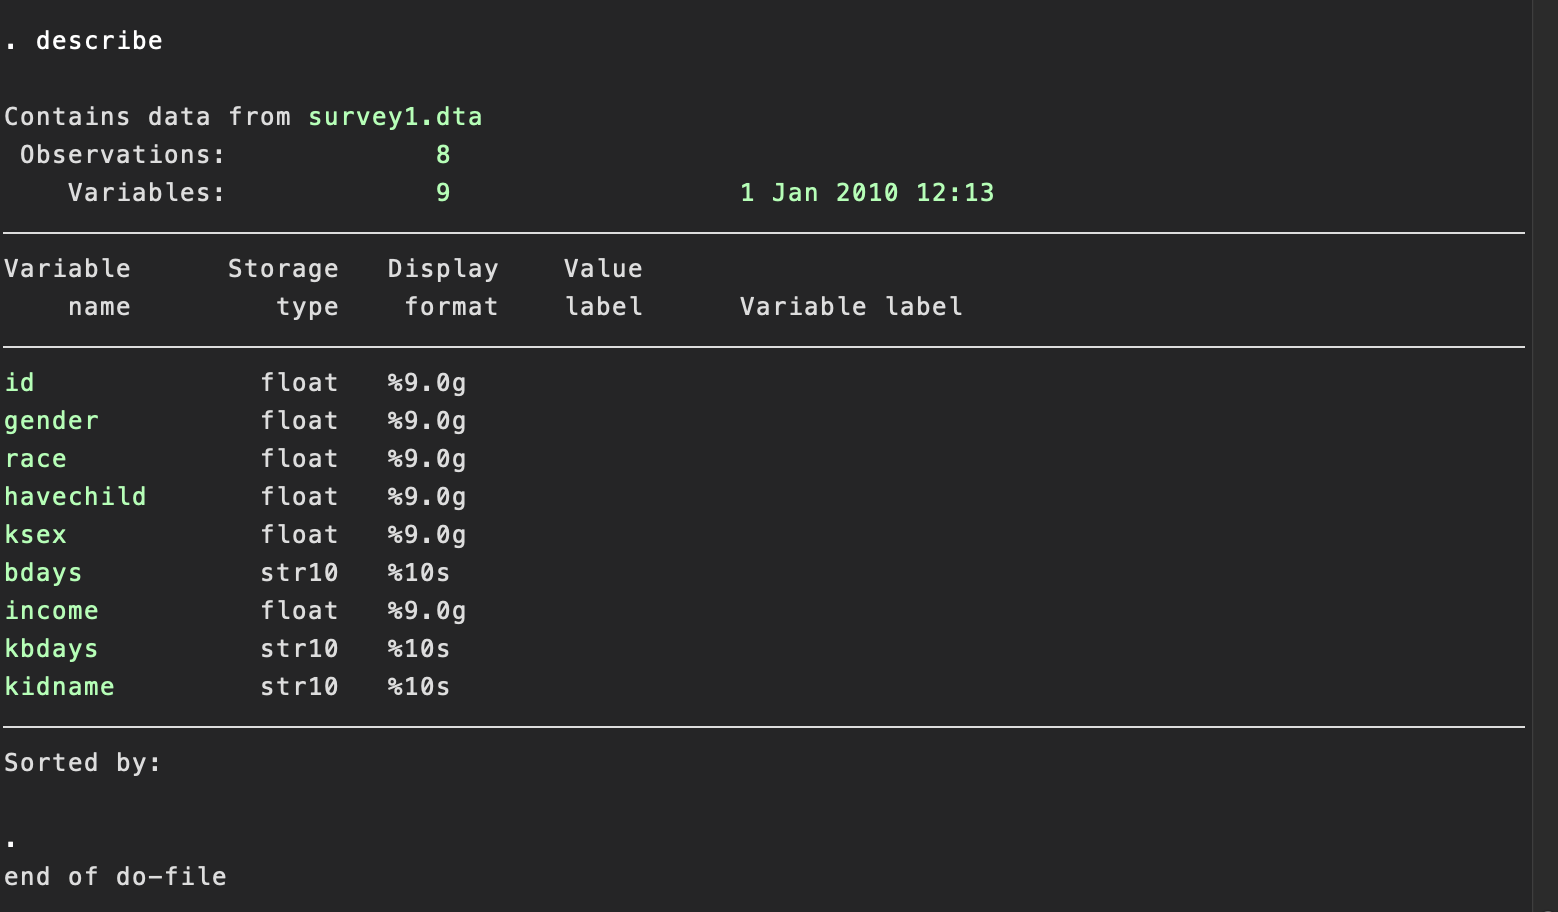 . describe
Contains data from survey1.dta
Observations: 8
Variables: 9 1 Jan 2010 12:13
Variable Storage Display Value
name type format label Variable label
id float %9.0g
gender float %9.0g
race float %9.0g
havechild float %9.0g
ksex float %9.0g
bdays str10 %10s
income float %9.0g
kbdays str10 %10s
kidname str10 %10s
Sorted by:
.
end of do-file